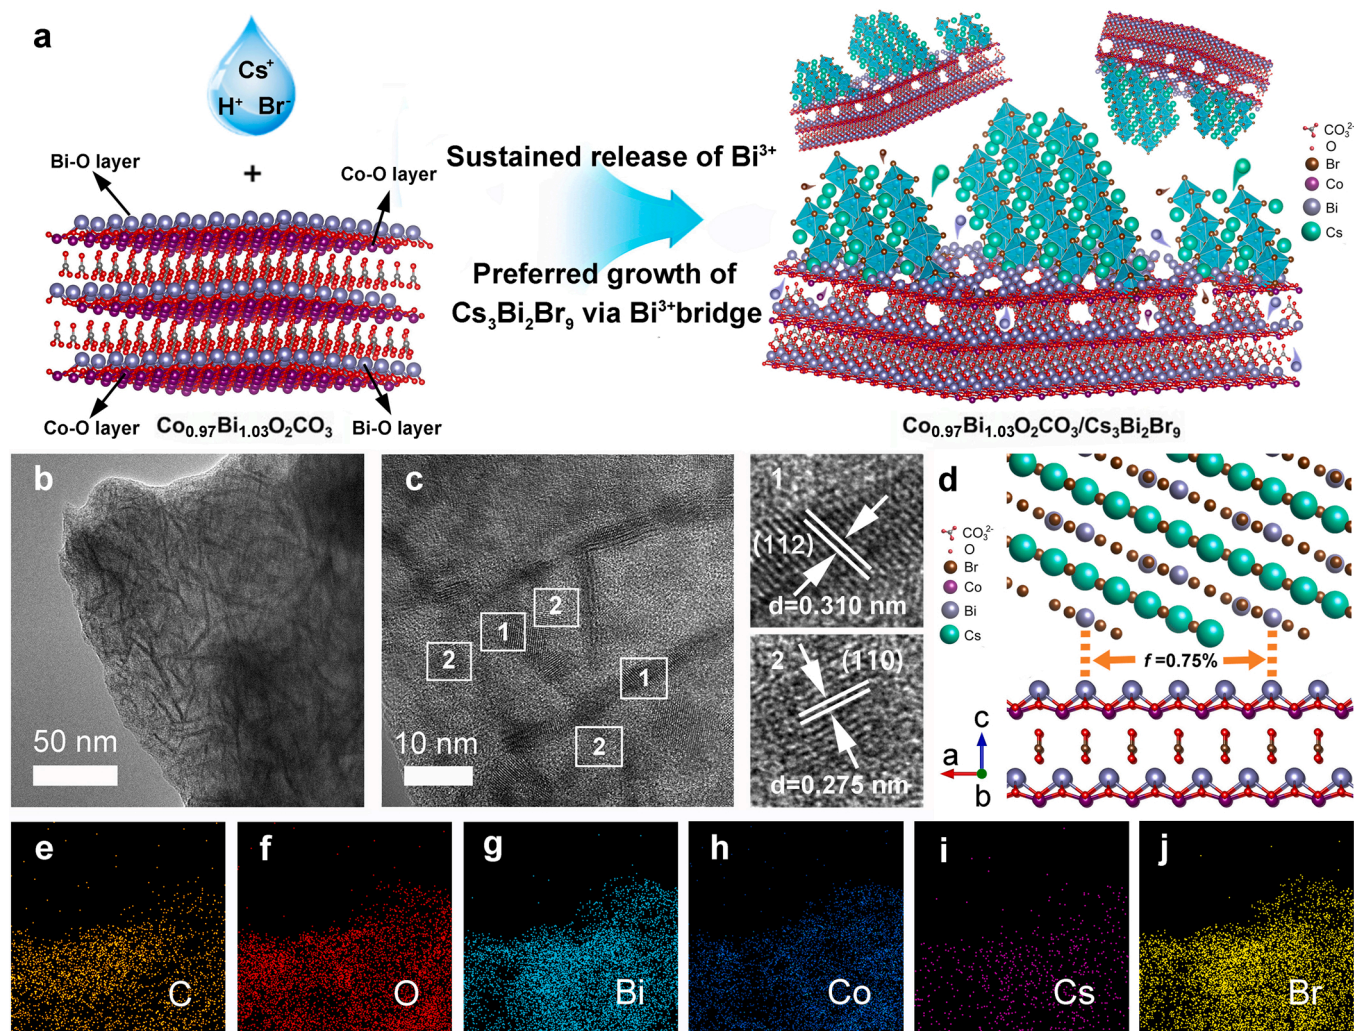 a
Cs⁺
H⁺ Br⁻
+
Bi-O layer
Co-O layer
Co-O layer
Bi-O layer
Co₀.₉₇Bi₁.₀₃O₂CO₃
Sustained release of Bi³⁺
Preferred growth of
Cs₃Bi₂Br₉ via Bi³⁺bridge
CO₃²⁻
O
Br
Co
Bi
Cs
Co₀.₉₇Bi₁.₀₃O₂CO₃/Cs₃Bi₂Br₉
b
50 nm
c
2
1
2
1
2
10 nm
1
(112)
d=0.310 nm
2
(110)
d=0.275 nm
d
CO₃²⁻
O
Br
Co
Bi
Cs
f =0.75%
c
a
b
e
C
f
O
g
Bi
h
Co
i
Cs
j
Br